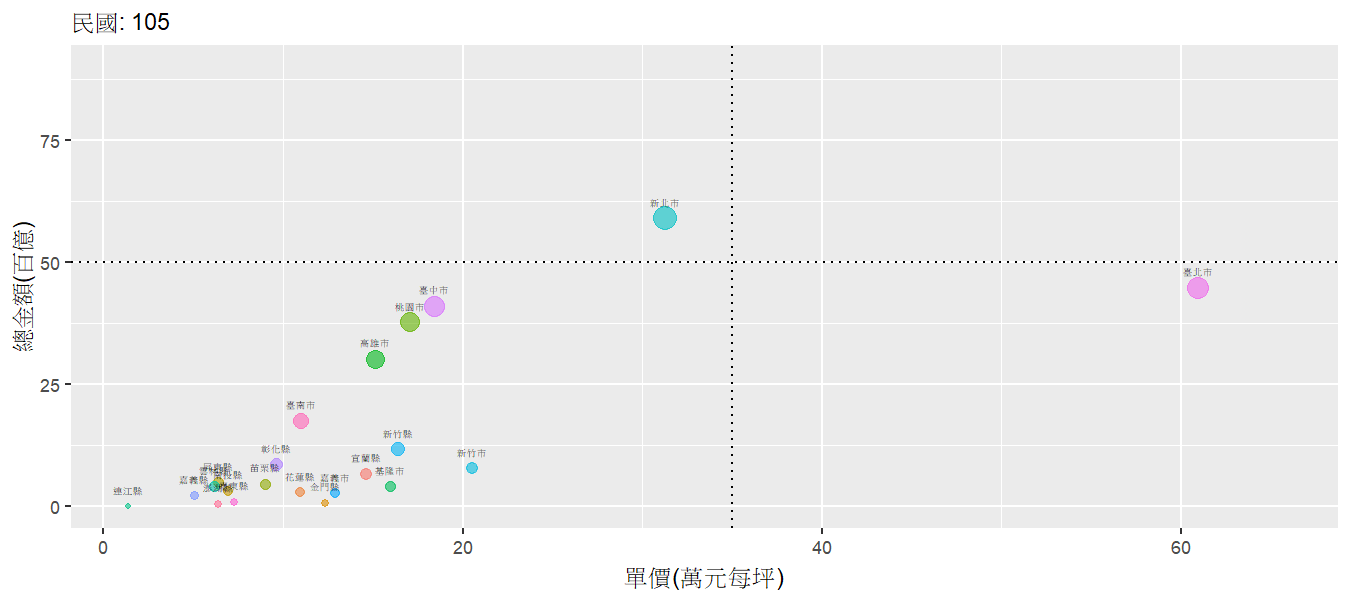 民國: 105
總金額(百億)
75
50
25
0
新北市
臺北市
臺中市
桃園市
高雄市
臺南市
新竹縣
彰化縣
新竹市
宜蘭縣
苗栗縣
基隆市
花蓮縣
嘉義市
金門縣
嘉義縣
連江縣
0
20
40
60
單價(萬元每坪)